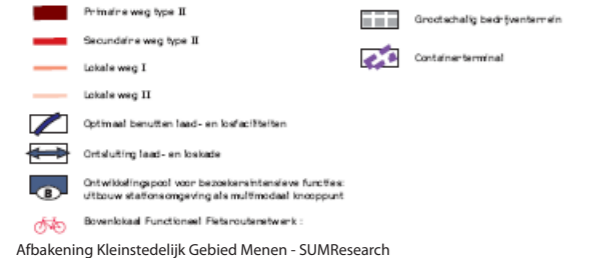 Primaire weg type II
Secundaire weg type II
Lokale weg I
Lokale weg II
Optimaal benutten laad- en losfaciliteiten
Ontsluting laad- en loskade
B
Ontwikkelingspool voor bezoekersintensieve functies:
uitbouw stationsomgeving als multimodaal knooppunt
Bovenlokaal Functioneel Fietsroutenetwerk :
Grootschalig bedrijventerrein
Containerterminal
Afbakening Kleinstedelijk Gebied Menen - SUMResearch